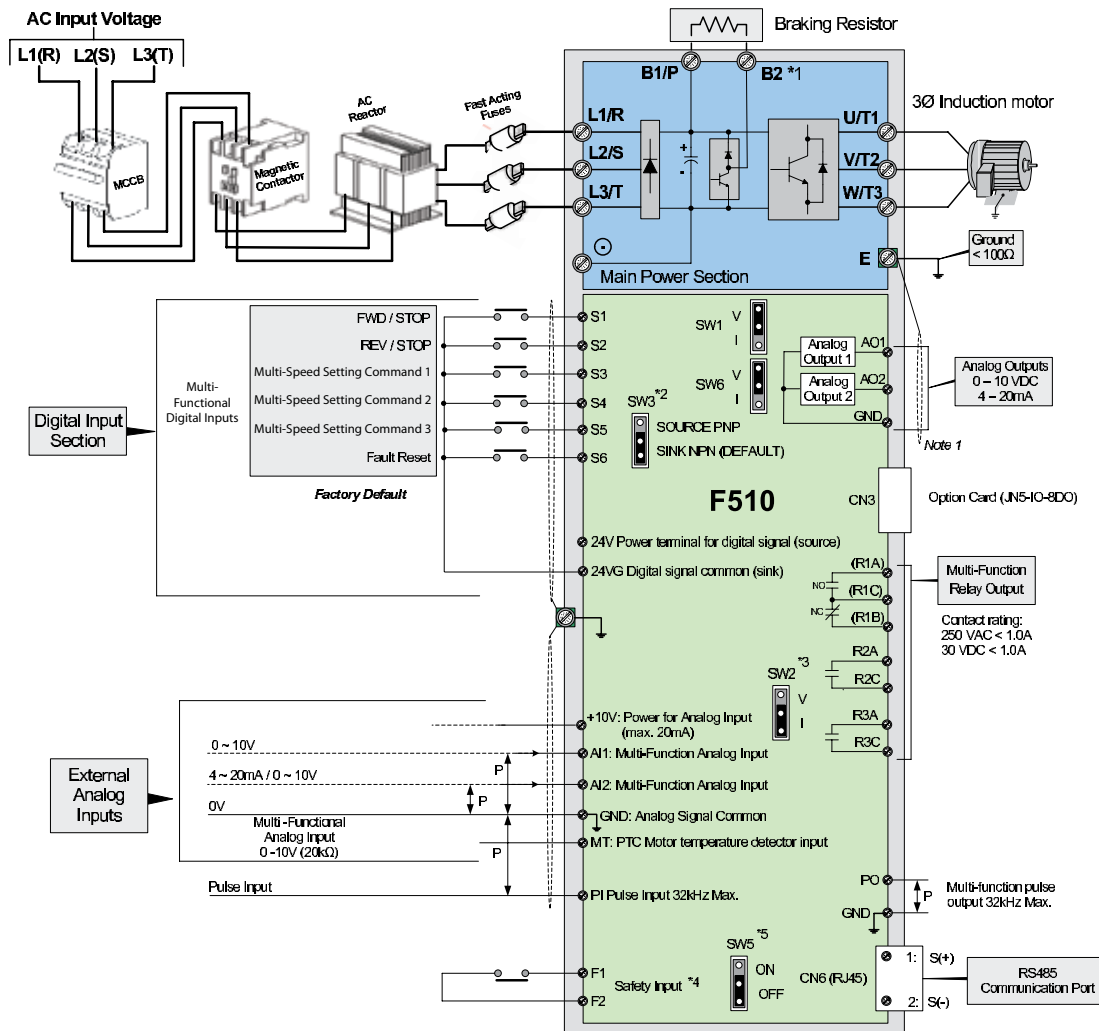 AC Input Voltage
L1(R) L2(S) L3(T)
MCCB
Magnetic
Contactor
AC
Reactor
Fast Acting
Fuses
Braking Resistor
B1/P
B2 *1
L1/R
L2/S
L3/T
+
-
U/T1
V/T2
W/T3
3Ø Induction motor
E
Ground
< 100Ω
Main Power Section
Digital Input
Section
Multi-
Functional
Digital Inputs
FWD / STOP
REV / STOP
Multi-Speed Setting Command 1
Multi-Speed Setting Command 2
Multi-Speed Setting Command 3
Fault Reset
Factory Default
S1
S2
S3
S4
S5
S6
SW1
V
I
SW6
V
I
SW3 *2
SOURCE PNP
SINK NPN (DEFAULT)
Analog
Output 1
AO1
Analog
Output 2
AO2
GND
Analog Outputs
0 – 10 VDC
4 – 20mA
Note 1
F510
CN3
Option Card (JN5-IO-8DO)
24V Power terminal for digital signal (source)
24VG Digital signal common (sink)
(R1A)
NO
(R1C)
NC
(R1B)
R2A
R2C
R3A
R3C
Multi-Function
Relay Output
Contact rating:
250 VAC < 1.0A
30 VDC < 1.0A
SW2 *3
V
I
External
Analog
Inputs
0 ~ 10V
4 ~ 20mA / 0 ~ 10V
0V
Multi -Functional
Analog Input
0 -10V (20kΩ)
Pulse Input
P
P
P
+10V: Power for Analog Input
(max. 20mA)
AI1: Multi-Function Analog Input
AI2: Multi-Function Analog Input
GND: Analog Signal Common
MT: PTC Motor temperature detector input
PI Pulse Input 32kHz Max.
PO
P
GND
Multi-function pulse
output 32kHz Max.
F1
F2
Safety Input *4
SW5 *5
ON
OFF
CN6 (RJ45)
1: S(+)
2: S(-)
RS485
Communication Port